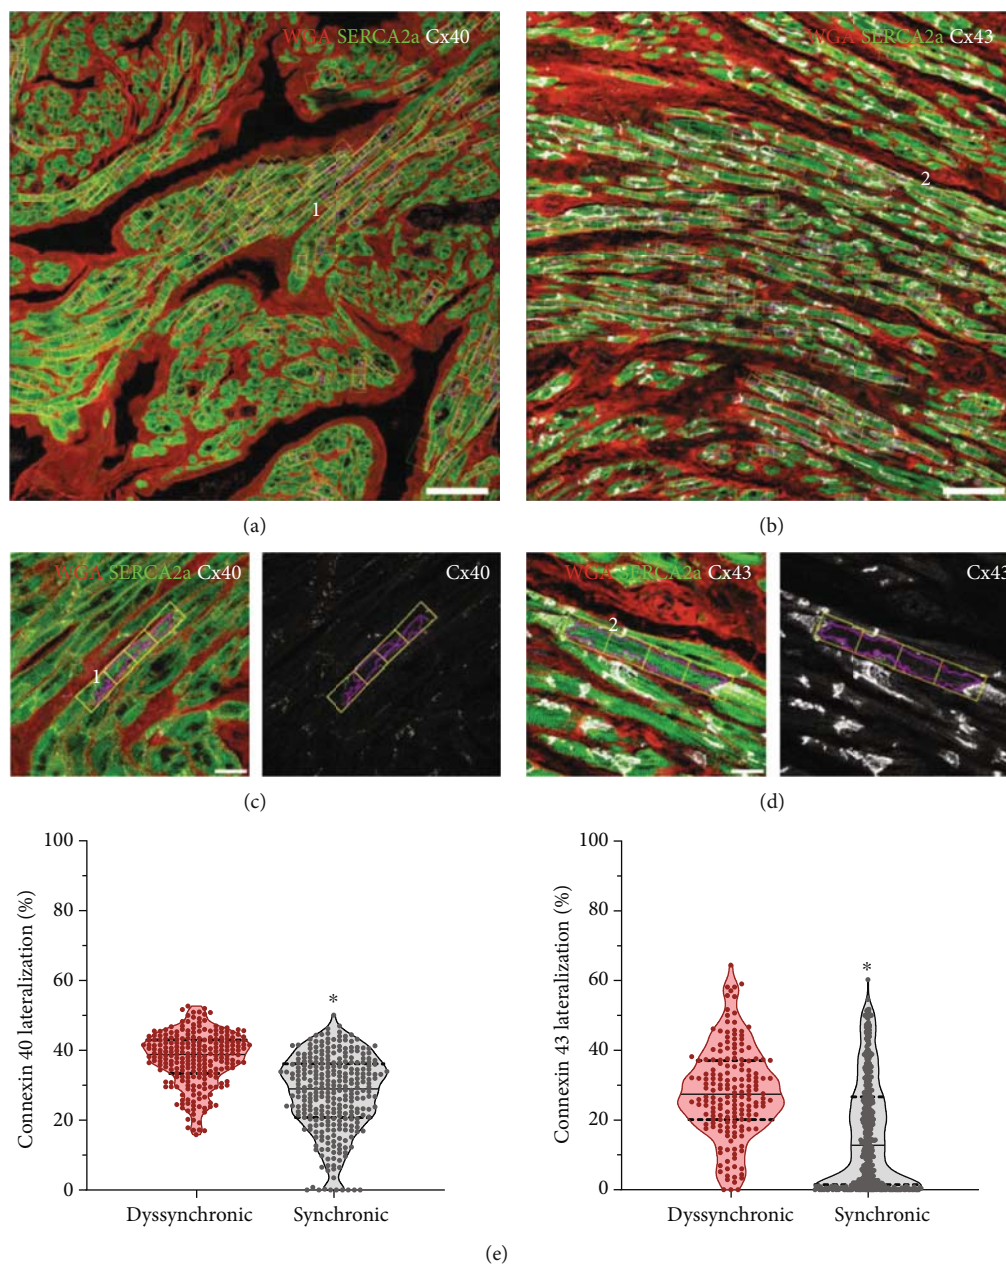 WGA SERCA2a Cx40
1
WGA SERCA2a Cx43
2
(a)
(b)
WGA SERCA2a Cx40
1
Cx40
WGA SERCA2a Cx43
2
Cx43
(c)
(d)
Connexin 40 lateralization (%)
100
80
60
40
20
0
*
Dyssynchronic
Synchronic
Connexin 43 lateralization (%)
100
80
60
40
20
0
*
Dyssynchronic
Synchronic
(e)